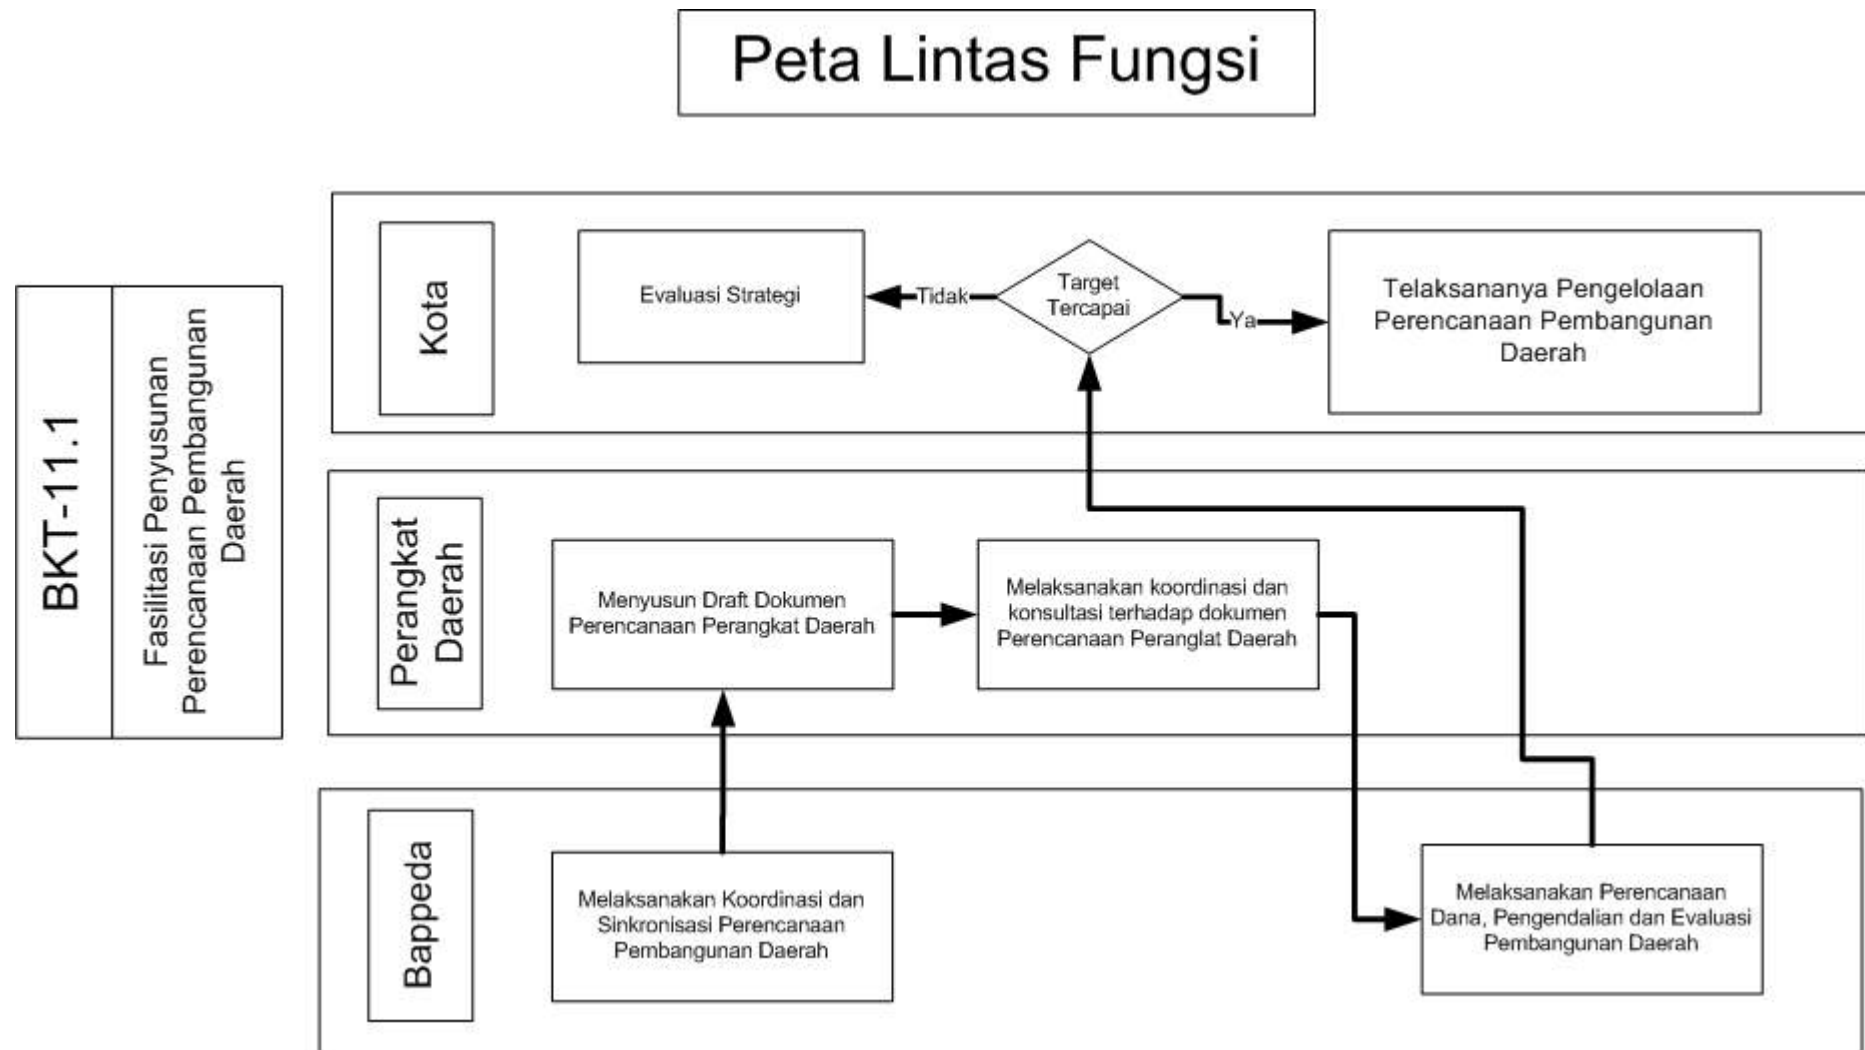 Peta Lintas Fungsi
BKT-11.1
Fasilitasi Penyusunan
Perencanaan Pembangunan
Daerah
Kota
Evaluasi Strategi
Tidak
Target
Tercapai
Ya
Telaksananya Pengelolaan
Perencanaan Pembangunan
Daerah
Perangkat
Daerah
Menyusun Draft Dokumen
Perencanaan Perangkat Daerah
Melaksanakan koordinasi dan
konsultasi terhadap dokumen
Perencanaan Peranglat Daerah
Bappeda
Melaksanakan Koordinasi dan
Sinkronisasi Perencanaan
Pembangunan Daerah
Melaksanakan Perencanaan
Dana, Pengendalian dan Evaluasi
Pembangunan Daerah